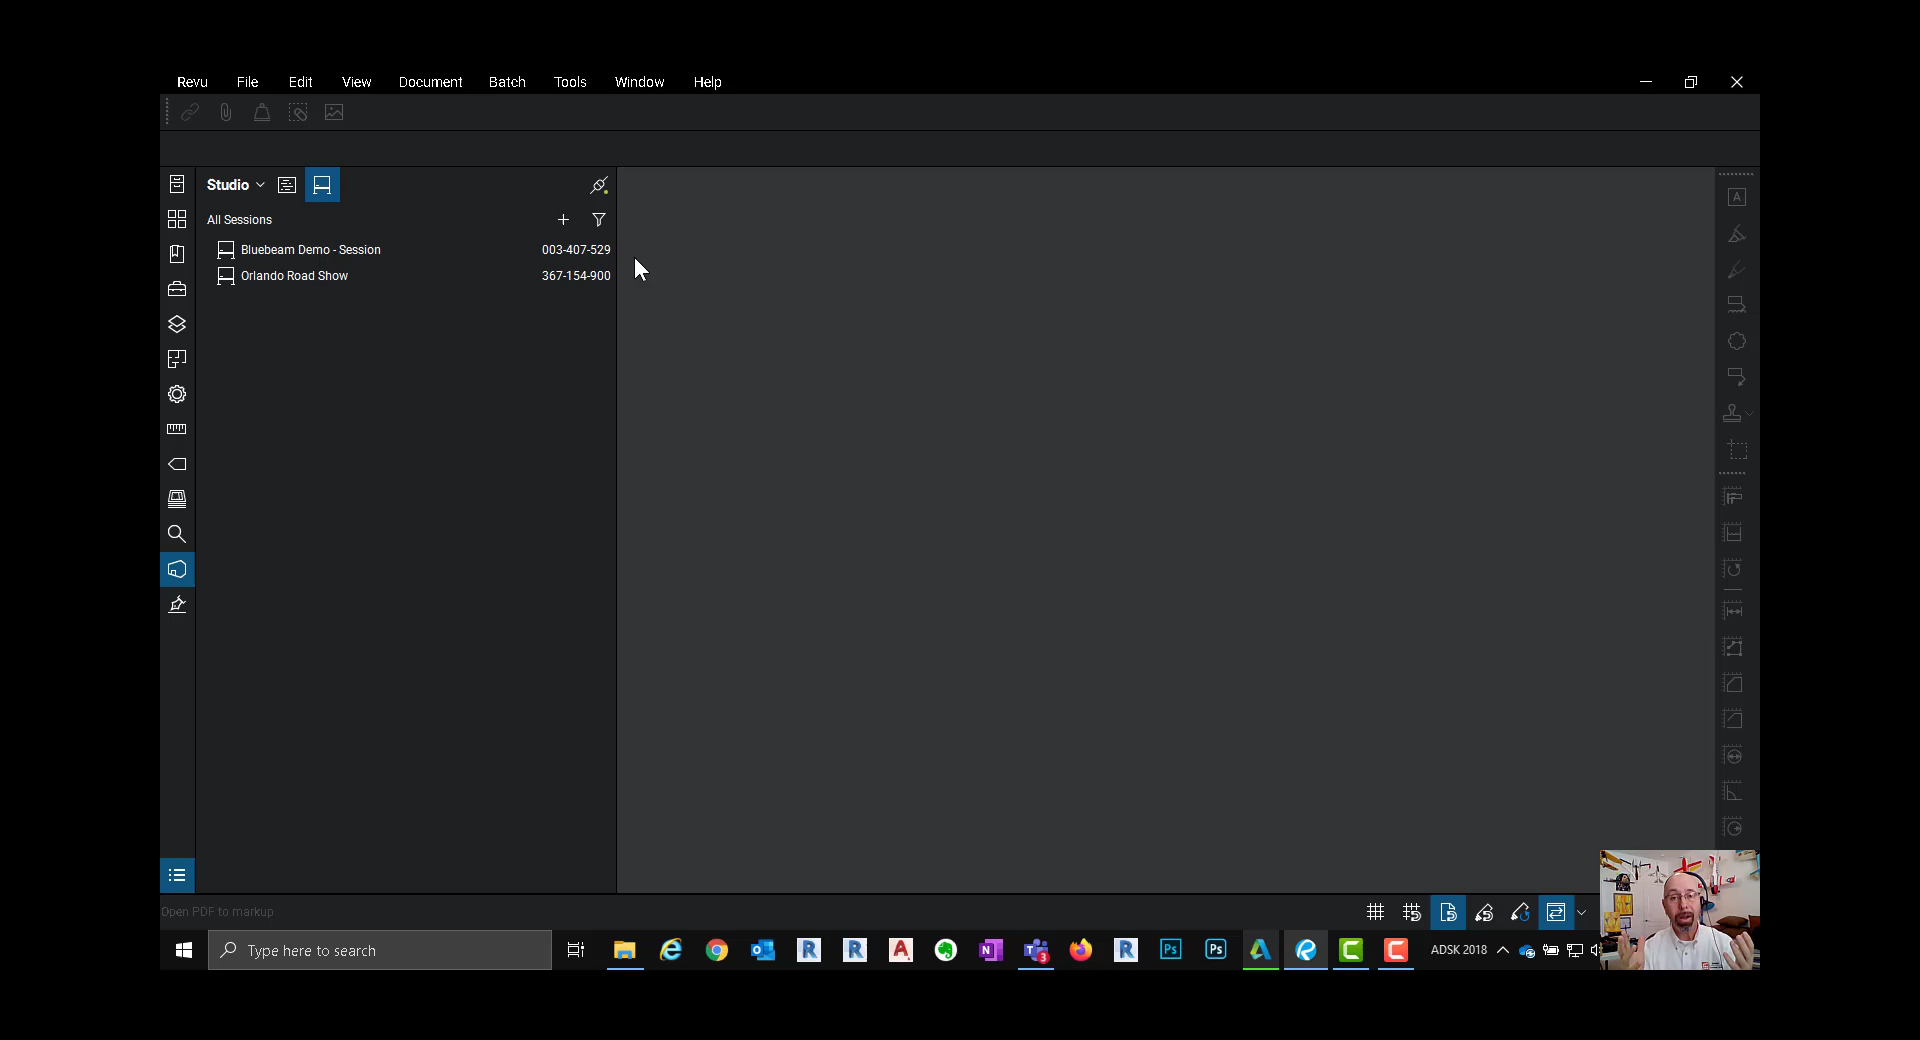 Revu File Edit View Document Batch Tools Window Help
Studio
All Sessions
Bluebeam Demo - Session 003-407-529
Orlando Road Show 367-154-900
Open PDF to markup
Type here to search
ADSK 2018